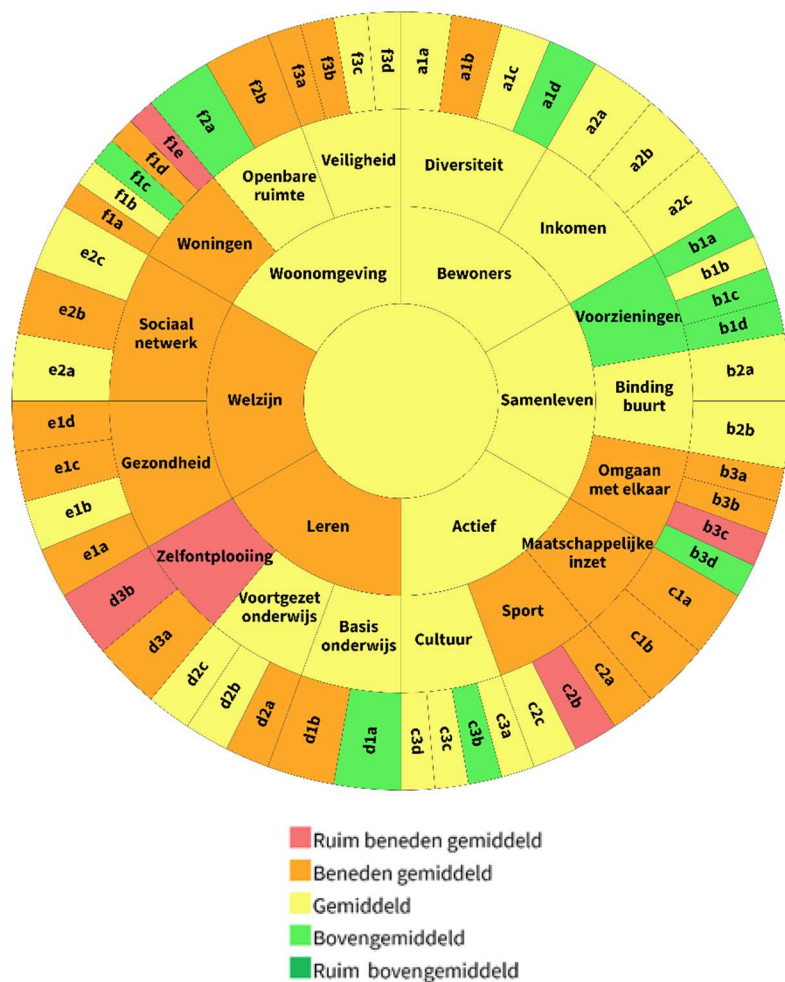 a1a
a1b
a1c
a1d
a2a
a2b
a2c
b1a
b1b
b1c
b1d
b2a
b2b
b3a
b3b
b3c
b3d
c1a
c1b
c2a
c2b
c2c
c3a
c3b
c3c
c3d
d1a
d1b
d2a
d2b
d2c
d3a
d3b
e1a
e1b
e1c
e1d
e2a
e2b
e2c
f1a
f1b
f1c
f1d
f1e
f2a
f2b
f3a
f3b
f3c
f3d
Diversiteit
Inkomen
Voorzieningen
Binding
buurt
Omgaan
met elkaar
Maatschappelijke
inzet
Sport
Cultuur
Basis
onderwijs
Voortgezet
onderwijs
Zelfontplooiing
Gezondheid
Sociaal
netwerk
Woningen
Openbare
ruimte
Veiligheid
Bewoners
Samenleven
Actief
Leren
Welzijn
Woonomgeving
Ruim beneden gemiddeld
Beneden gemiddeld
Gemiddeld
Bovengemiddeld
Ruim bovengemiddeld